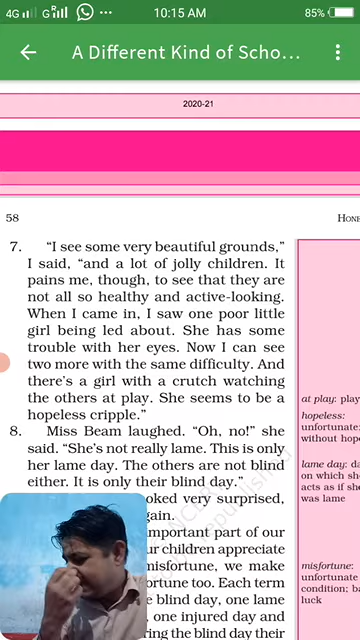 4G G R 10:15 AM 85%
A Different Kind of Scho...
2020-21
58 HONE
7. "I see some very beautiful grounds,"
I said, "and a lot of jolly children. It
pains me, though, to see that they are
not all so healthy and active-looking.
When I came in, I saw one poor little
girl being led about. She has some
trouble with her eyes. Now I can see
two more with the same difficulty. And
there's a girl with a crutch watching
the others at play. She seems to be a
hopeless cripple."
at play: play
hopeless:
unfortunate:
without hope
8. Miss Beam laughed. "Oh, no!" she
said. "She's not really lame. This is only
her lame day. The others are not blind
either. It is only their blind day."
lame day: da
on which she
acts as if she
was lame
ooked very surprised,
gain.
mportant part of our
ur children appreciate
misfortune, we make
ortune too. Each term
e blind day, one lame
, one injured day and
ring the blind day their
misfortune:
unfortunate
condition; ba
luck